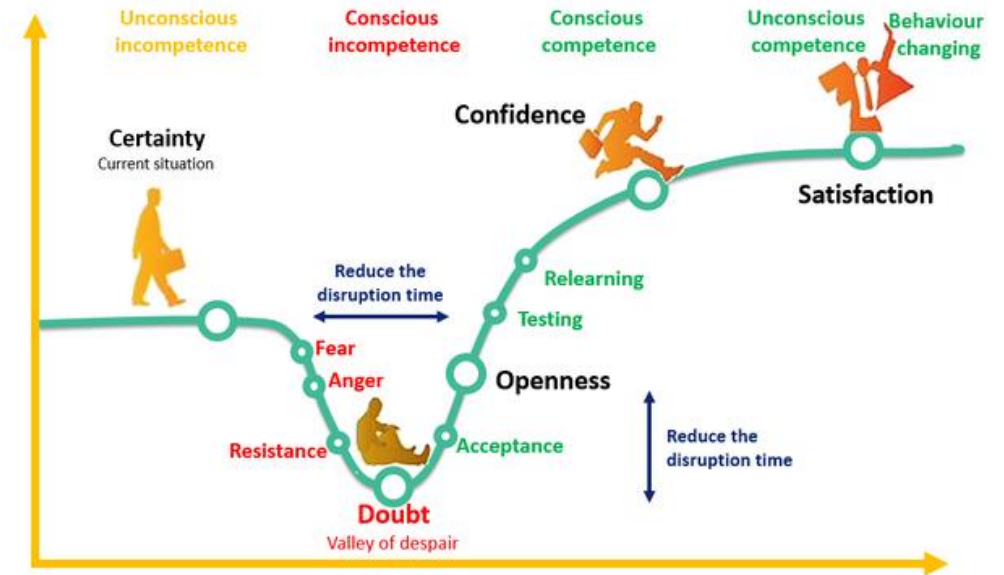 Unconscious
incompetence
Conscious
incompetence
Conscious
competence
Unconscious
competence
Behaviour
changing
Certainty
Current situation
Confidence
Satisfaction
Reduce the
disruption time
Relearning
Testing
Fear
Anger
Openness
Resistance
Acceptance
Reduce the
disruption time
Doubt
Valley of despair